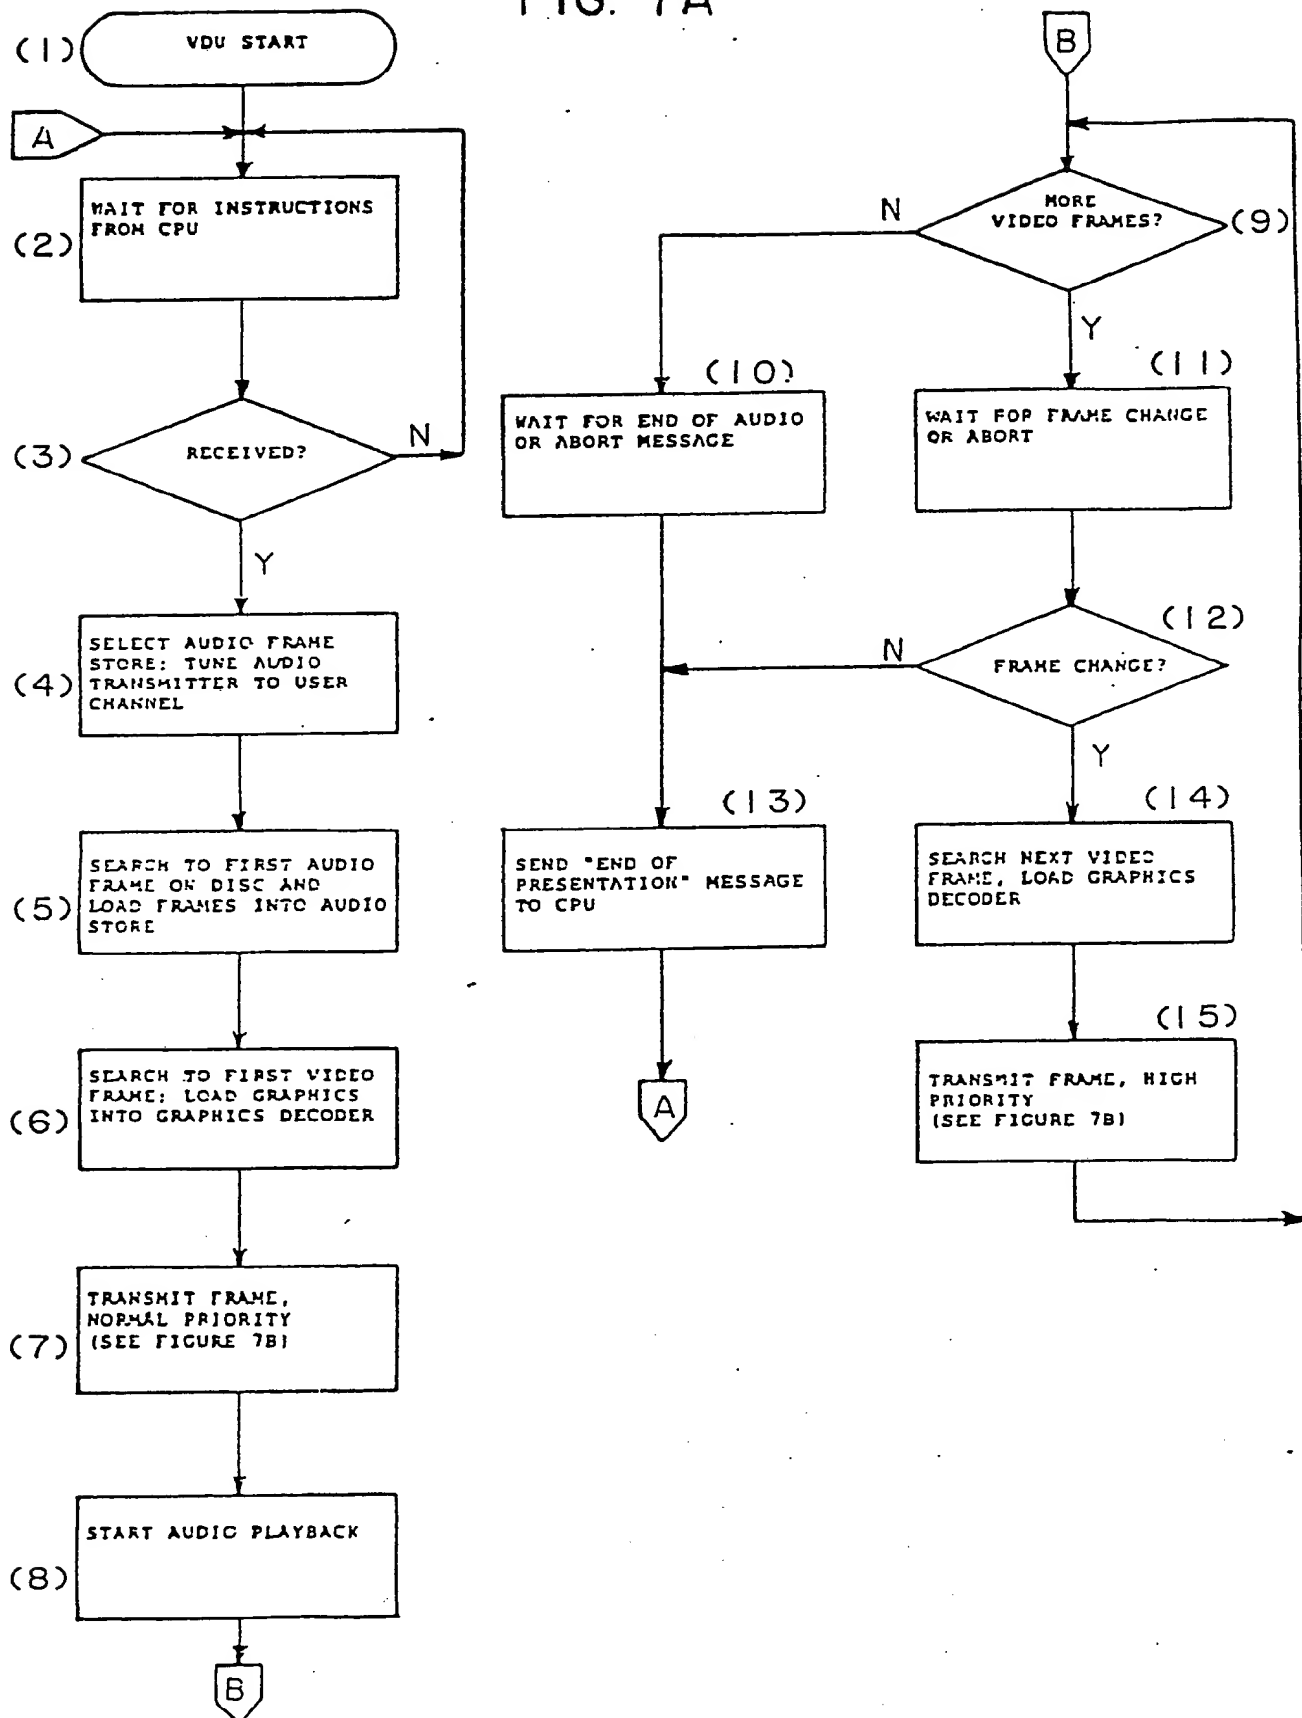 FIG. 7A
(1)
VDU START
A
(2)
WAIT FOR INSTRUCTIONS
FROM CPU
(3)
RECEIVED?
N
Y
(4)
SELECT AUDIO FRAME
STORE: TUNE AUDIO
TRANSMITTER TO USER
CHANNEL
(5)
SEARCH TO FIRST AUDIO
FRAME ON DISC AND
LOAD FRAMES INTO AUDIO
STORE
(6)
SEARCH TO FIRST VIDEO
FRAME: LOAD GRAPHICS
INTO GRAPHICS DECODER
(7)
TRANSMIT FRAME,
NORMAL PRIORITY
(SEE FIGURE 7B)
(8)
START AUDIO PLAYBACK
B
B
MORE
VIDEO FRAMES?
(9)
N
Y
(10)
WAIT FOR END OF AUDIO
OR ABORT MESSAGE
(11)
WAIT FOR FRAME CHANGE
OR ABORT
(12)
FRAME CHANGE?
N
Y
(13)
SEND "END OF
PRESENTATION" MESSAGE
TO CPU
A
(14)
SEARCH NEXT VIDEO
FRAME, LOAD GRAPHICS
DECODER
(15)
TRANSMIT FRAME, HIGH
PRIORITY
(SEE FIGURE 7B)